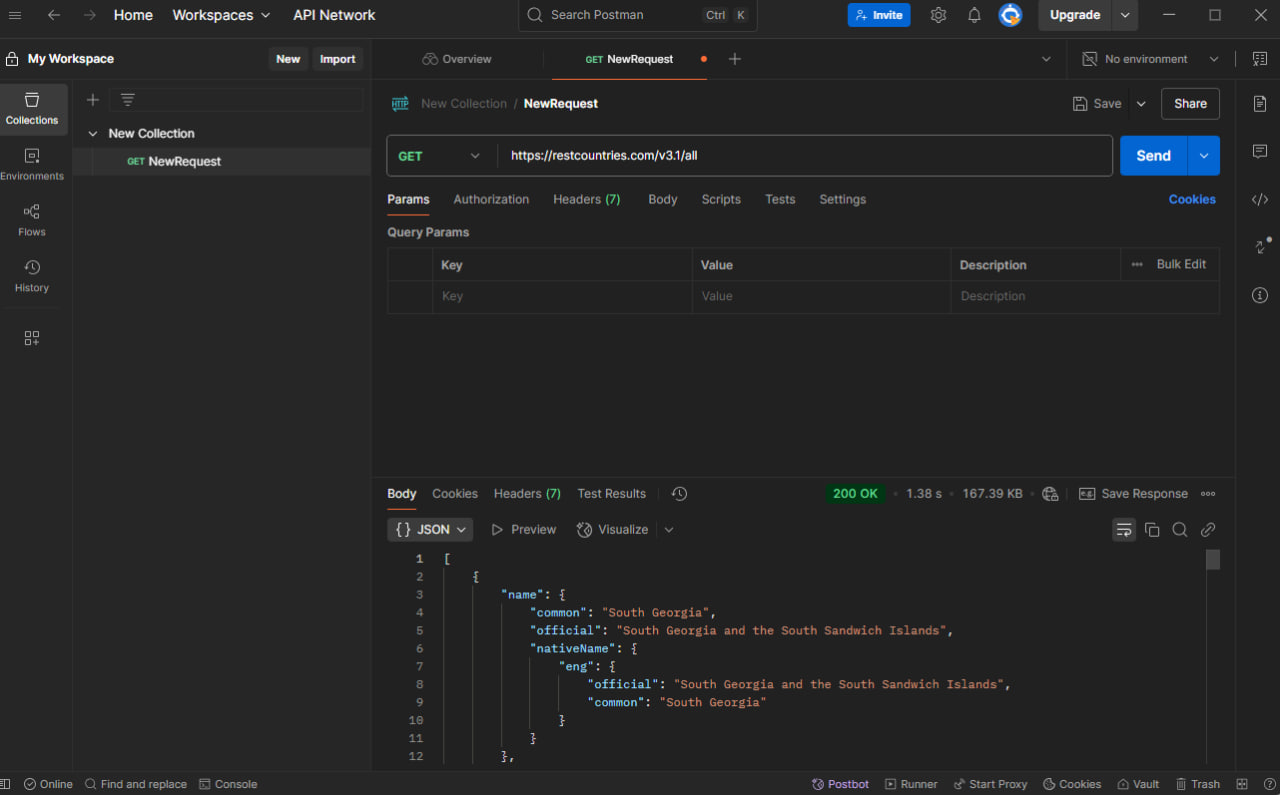 Home Workspaces API Network Search Postman Ctrl K Invite Upgrade
My Workspace New Import Overview GET NewRequest No environment
Collections
Environments
Flows
History
New Collection
GET NewRequest
HTTP New Collection / NewRequest Save Share
GET https://restcountries.com/v3.1/all Send
Params Authorization Headers (7) Body Scripts Tests Settings Cookies
Query Params
Key Value Description Bulk Edit
Key Value Description
Body Cookies Headers (7) Test Results 200 OK • 1.38 s • 167.39 KB • e.g. Save Response
{} JSON Preview Visualize
1 [
2 {
3 "name": {
4 "common": "South Georgia",
5 "official": "South Georgia and the South Sandwich Islands",
6 "nativeName": {
7 "eng": {
8 "official": "South Georgia and the South Sandwich Islands",
9 "common": "South Georgia"
10 }
11 }
12 },
Online Find and replace Console Postbot Runner Start Proxy Cookies Vault Trash